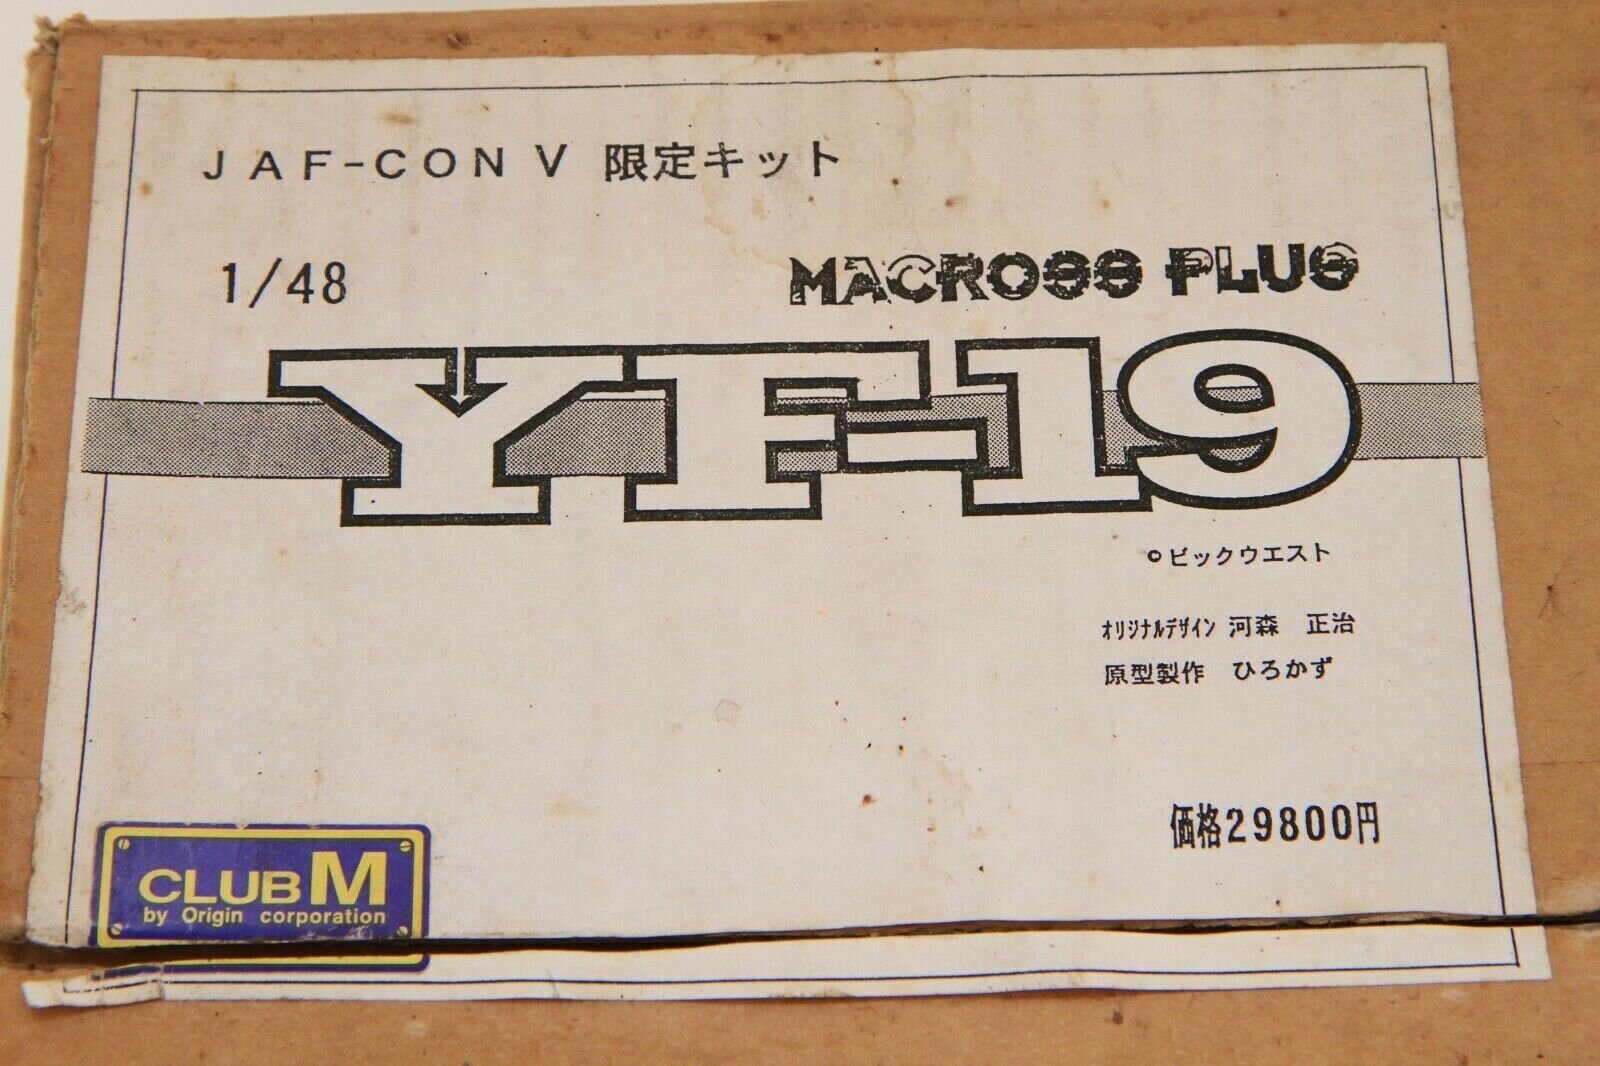 JAF-CON V 限定キット
1/48
MACROSS PLUS
YF-19
©ビックウエスト
オリジナルデザイン 河森 正治
原型製作 ひろかず
価格29800円
CLUB M
by Origin corporation